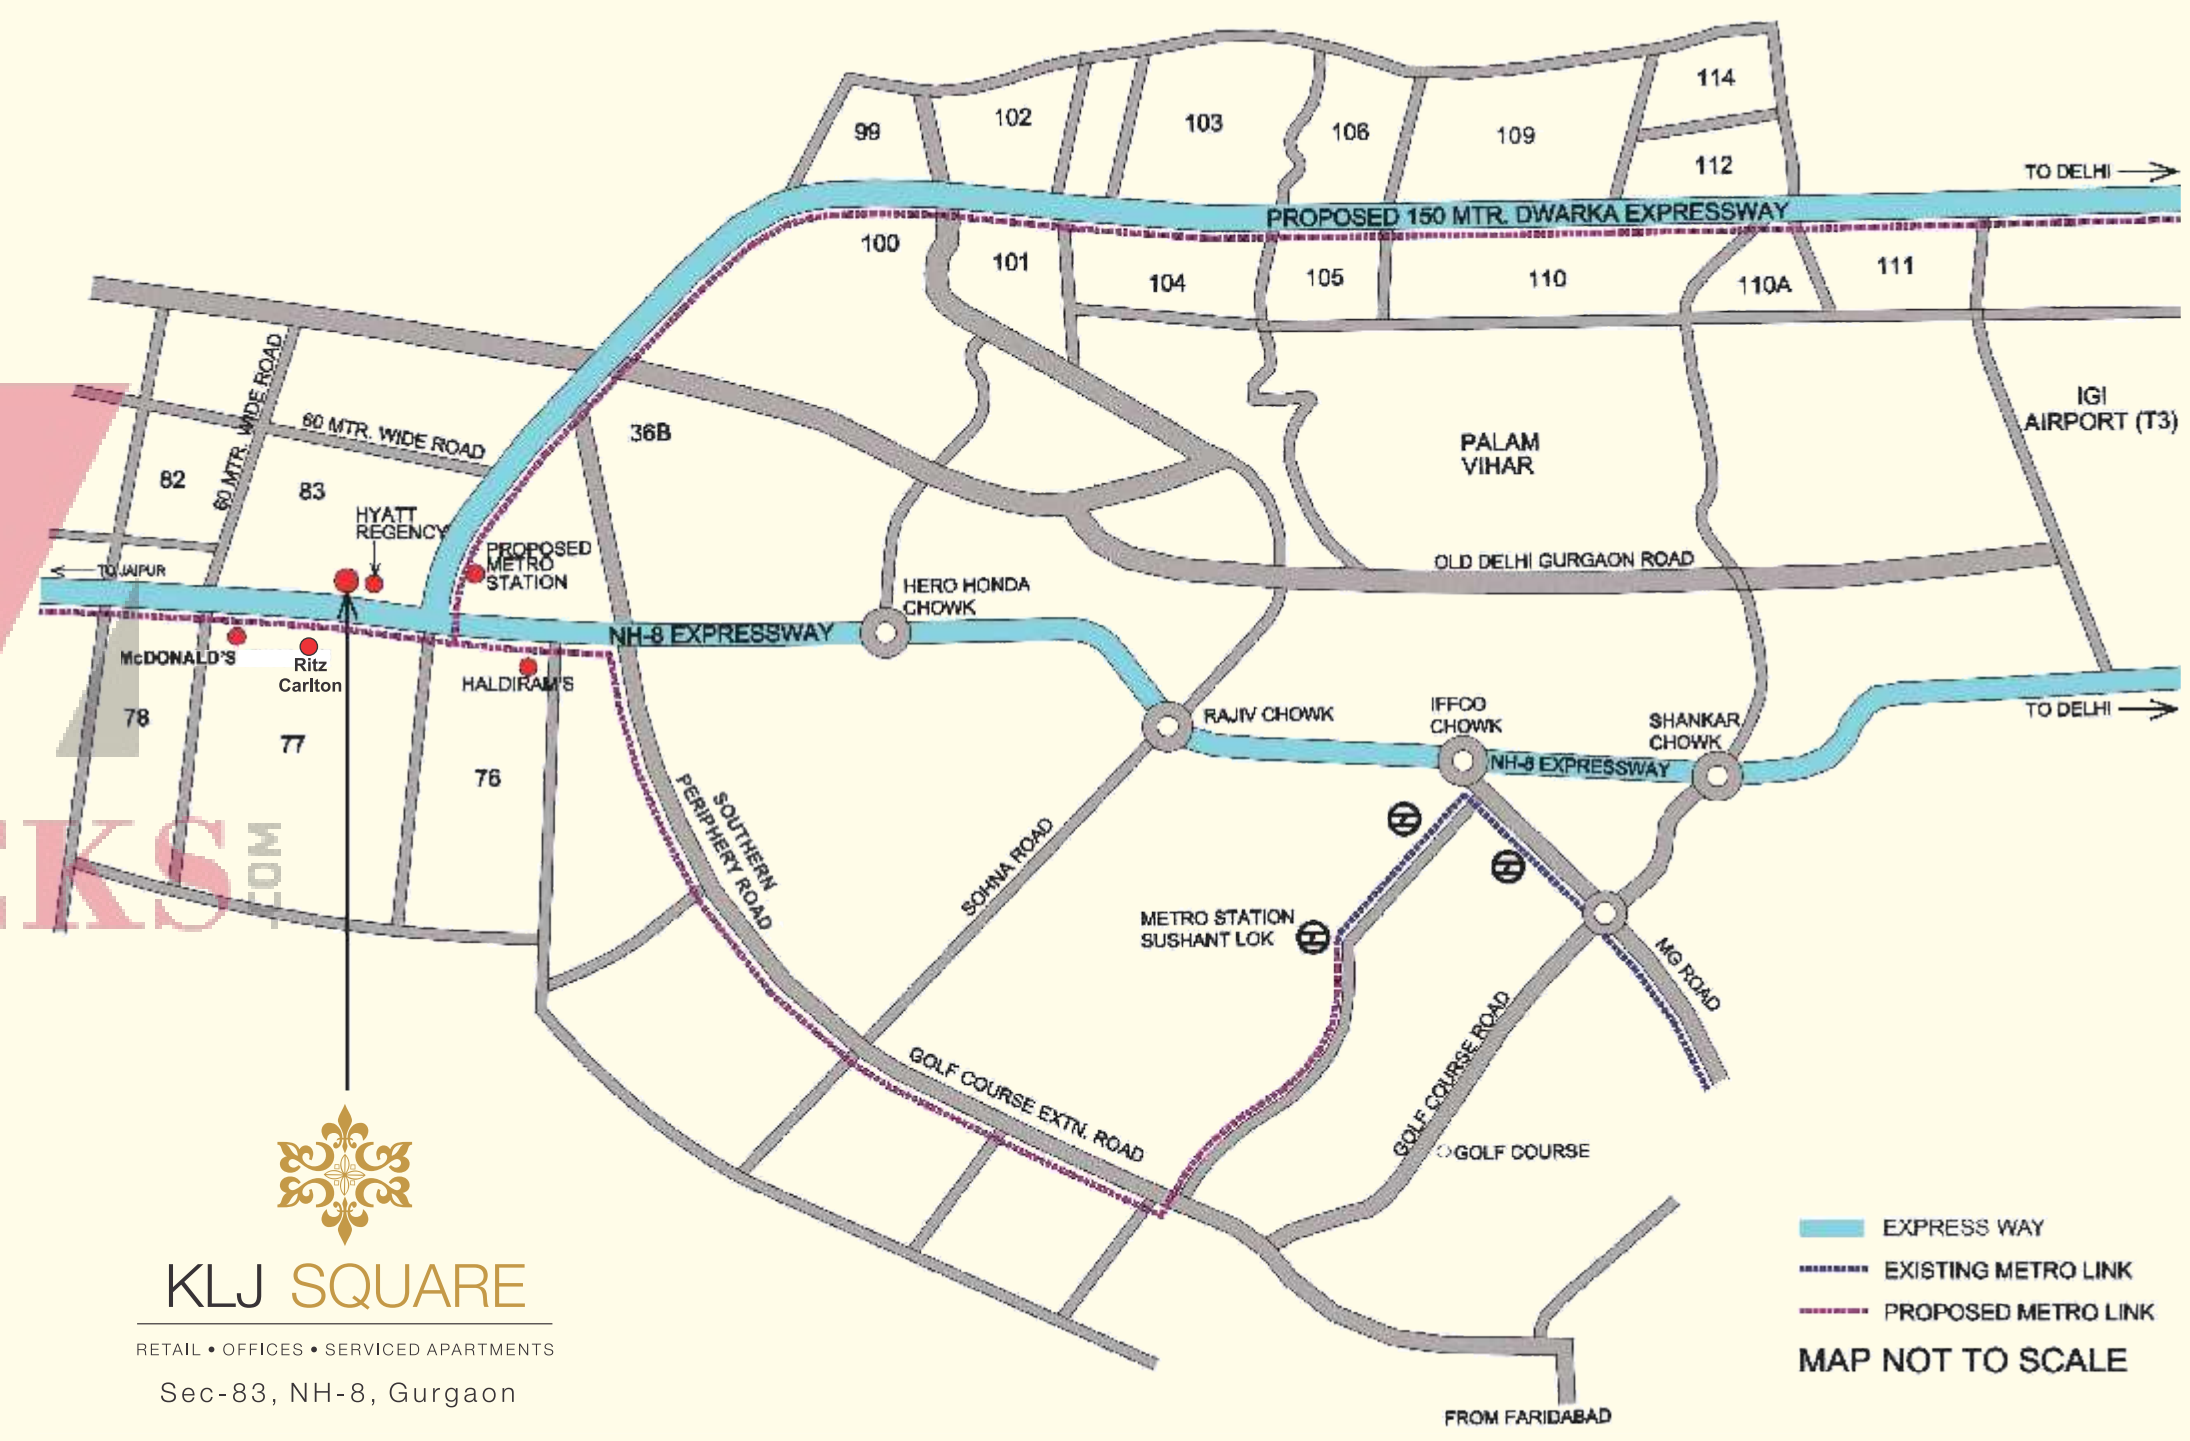 114
99
102
103
106
109
112
TO DELHI
PROPOSED 150 MTR. DWARKA EXPRESSWAY
100
101
104
105
110
110A
111
60 MTR. WIDE ROAD
60 MTR. WIDE ROAD
36B
PALAM
VIHAR
IGI
AIRPORT (T3)
82
83
HYATT
REGENCY
PROPOSED
METRO
STATION
TO JAIPUR
OLD DELHI GURGAON ROAD
HERO HONDA
CHOWK
NH-8 EXPRESSWAY
McDONALD'S
Ritz
Carlton
HALDIRAM'S
78
77
76
RAJIV CHOWK
IFFCO
CHOWK
SHANKAR
CHOWK
TO DELHI
NH-8 EXPRESSWAY
SOUTHERN
PERIPHERY ROAD
SOHNA ROAD
METRO STATION
SUSHANT LOK
MG ROAD
GOLF COURSE ROAD
GOLF COURSE EXTN. ROAD
GOLF COURSE
CKS
.COM
KLJ SQUARE
RETAIL • OFFICES • SERVICED APARTMENTS
Sec-83, NH-8, Gurgaon
EXPRESS WAY
EXISTING METRO LINK
PROPOSED METRO LINK
MAP NOT TO SCALE
FROM FARIDABAD